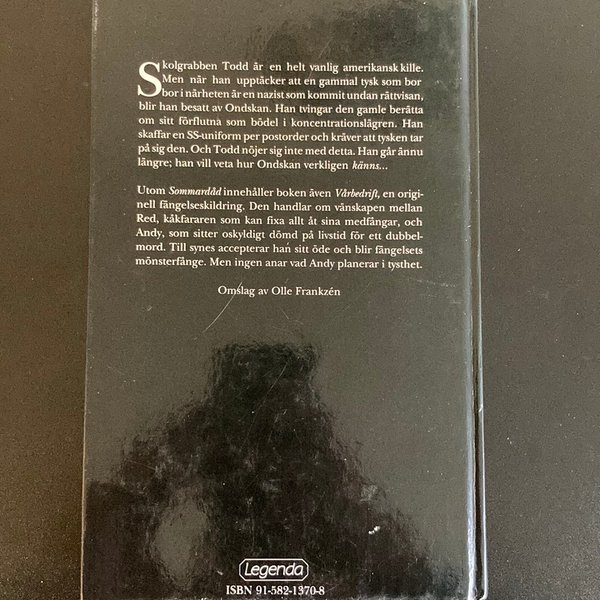 Skolgrabben Todd är en helt vanlig amerikansk kille.
Men när han upptäcker att en gammal tysk som bor
bor i närheten är en nazist som kommit undan rättvisan,
blir han besatt av Ondskan. Han tvingar den gamle berätta
om sitt förflutna som bödel i koncentrationslägren. Han
skaffar en SS-uniform per postorder och kräver att tysken tar
på sig den. Och Todd nöjer sig inte med detta. Han går ännu
längre; han vill veta hur Ondskan verkligen känns...
Utom Sommardåd innehåller boken även Vårbedrift, en origi-
nell fängelseskildring. Den handlar om vänskapen mellan
Red, kåkfararen som kan fixa allt åt sina medfångar, och
Andy, som sitter oskyldigt dömd på livstid för ett dubbel-
mord. Till synes accepterar han sitt öde och blir fängelsets
mönsterfånge. Men ingen anar vad Andy planerar i tysthet.
Omslag av Olle Frankzén
Legenda
ISBN 91-582-1370-8